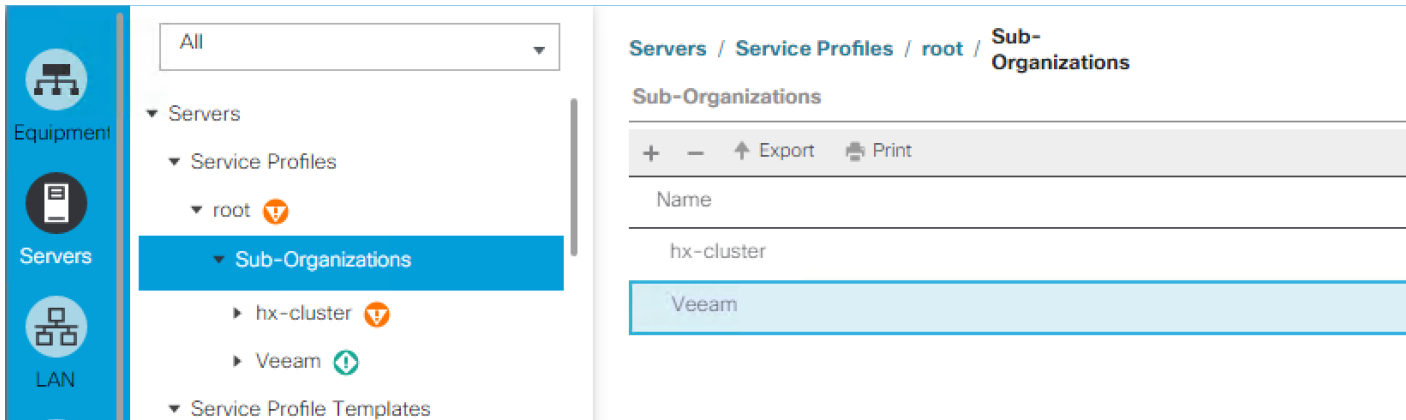 Equipment
Servers
LAN
All
Servers
Service Profiles
root
Sub-Organizations
hx-cluster
Veeam
Service Profile Templates
Servers / Service Profiles / root / Sub-
Organizations
Sub-Organizations
+ − Export Print
Name
hx-cluster
Veeam